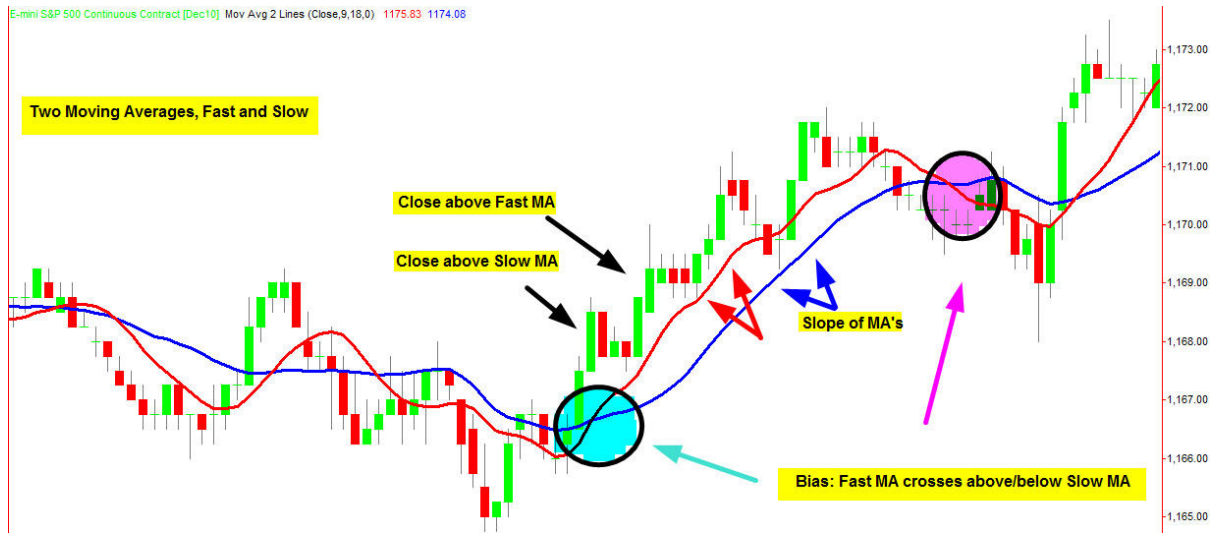 E-mini S&P 500 Continuous Contract [Dec10] Mov Avg 2 Lines (Close,9,18,0) 1175.83 1174.08
Two Moving Averages, Fast and Slow
Close above Fast MA
Close above Slow MA
Slope of MA's
Bias: Fast MA crosses above/below Slow MA
1,173.00
1,172.00
1,171.00
1,170.00
1,169.00
1,168.00
1,167.00
1,166.00
1,165.00